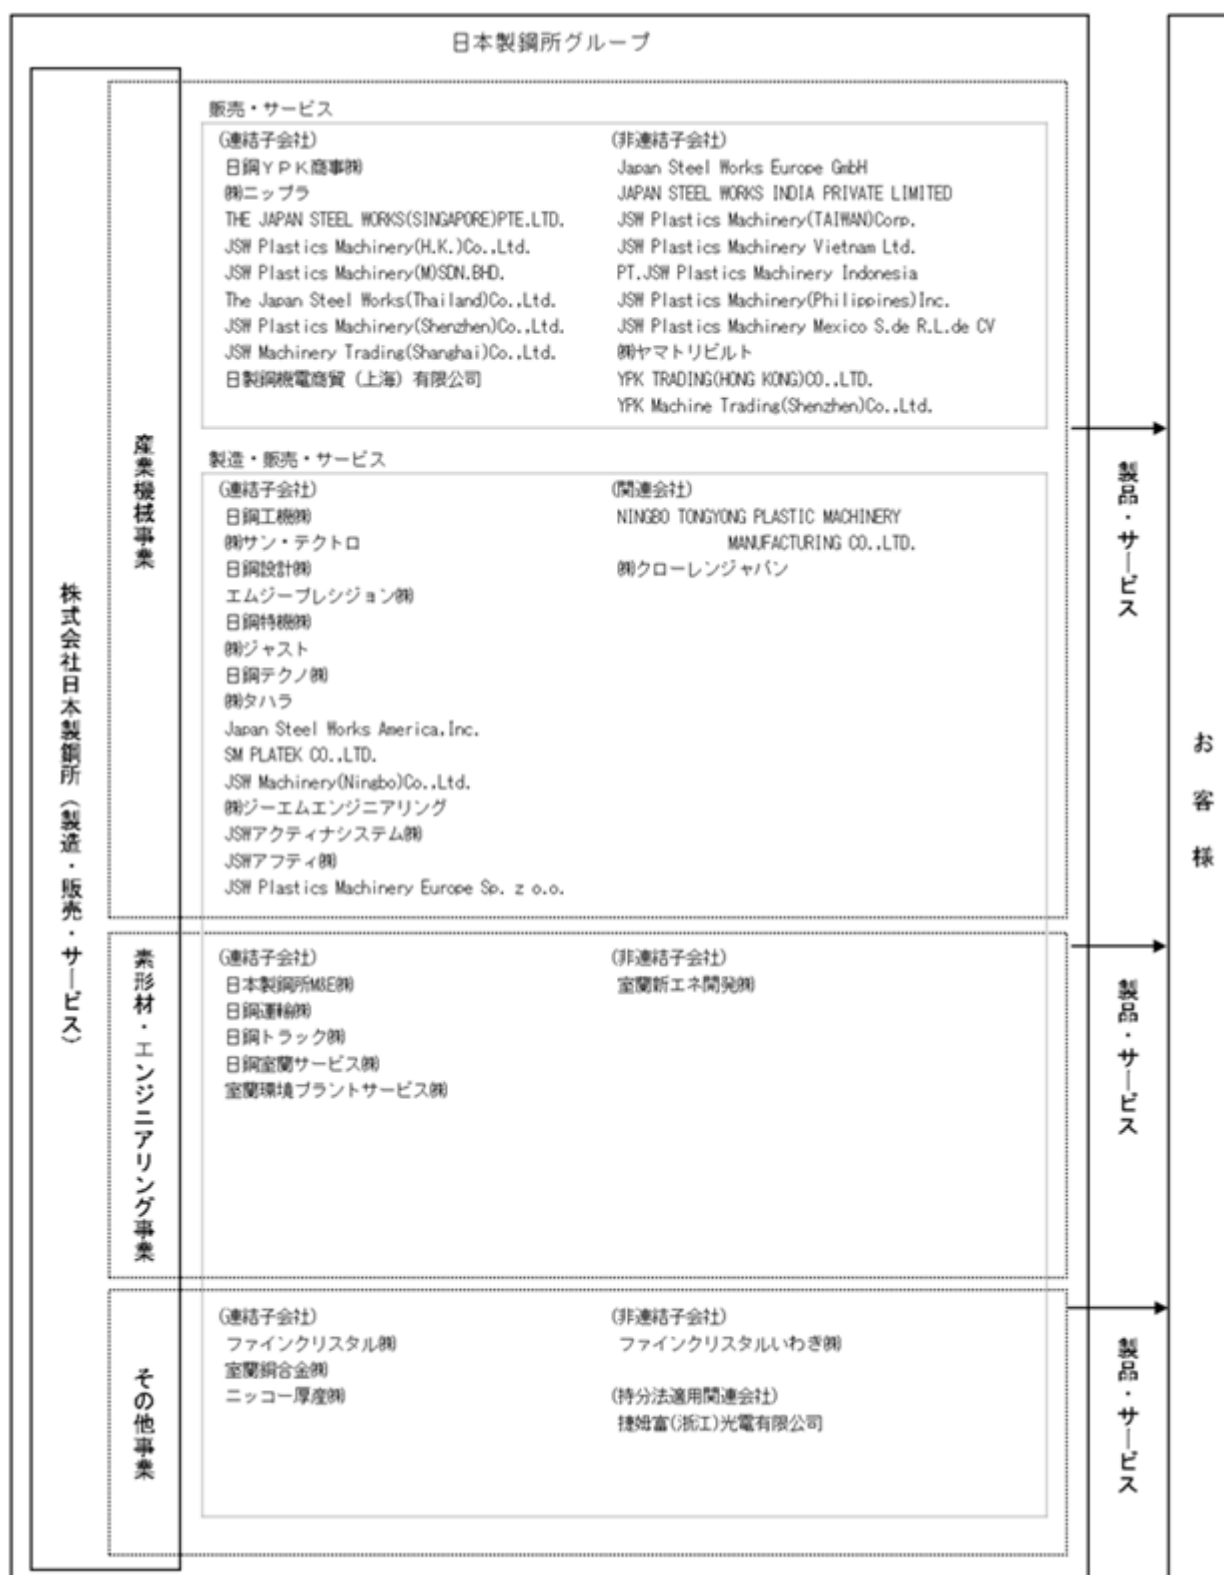 日本製鋼所グループ
株式会社日本製鋼所（製造・販売・サービス）
産業機械事業
販売・サービス
(連結子会社)
日鋼ＹＰＫ商事㈱
㈱ニップラ
THE JAPAN STEEL WORKS(SINGAPORE)PTE.LTD.
JSW Plastics Machinery(H.K.)Co.,Ltd.
JSW Plastics Machinery(M)SDN.BHD.
The Japan Steel Works(Thailand)Co.,Ltd.
JSW Plastics Machinery(Shenzhen)Co.,Ltd.
JSW Machinery Trading(Shanghai)Co.,Ltd.
日製鋼機電商貿（上海）有限公司
(非連結子会社)
Japan Steel Works Europe GmbH
JAPAN STEEL WORKS INDIA PRIVATE LIMITED
JSW Plastics Machinery(TAIWAN)Corp.
JSW Plastics Machinery Vietnam Ltd.
PT.JSW Plastics Machinery Indonesia
JSW Plastics Machinery(Philippines)Inc.
JSW Plastics Machinery Mexico S.de R.L.de CV
㈱ヤマトリビルト
YPK TRADING(HONG KONG)CO.,LTD.
YPK Machine Trading(Shenzhen)Co.,Ltd.
製造・販売・サービス
(連結子会社)
日鋼工機㈱
㈱サン・テクトロ
日鋼設計㈱
エムジープレシジョン㈱
日鋼特機㈱
㈱ジャスト
日鋼テクノ㈱
㈱タハラ
Japan Steel Works America,Inc.
SM PLATEK CO.,LTD.
JSW Machinery(Ningbo)Co.,Ltd.
㈱ジーエムエンジニアリング
JSWアクティナシステム㈱
JSWアフティ㈱
JSW Plastics Machinery Europe Sp. z o.o.
(関連会社)
NINGBO TONGYONG PLASTIC MACHINERY
MANUFACTURING CO.,LTD.
㈱クローレンジャパン
製品・サービス
素形材・エンジニアリング事業
(連結子会社)
日本製鋼所M&E㈱
日鋼運輸㈱
日鋼トラック㈱
日鋼室蘭サービス㈱
室蘭環境プラントサービス㈱
(非連結子会社)
室蘭新エネ開発㈱
製品・サービス
その他事業
(連結子会社)
ファインクリスタル㈱
室蘭銅合金㈱
ニッコー厚産㈱
(非連結子会社)
ファインクリスタルいわき㈱
(持分法適用関連会社)
捷姆富(浙江)光電有限公司
製品・サービス
お客様